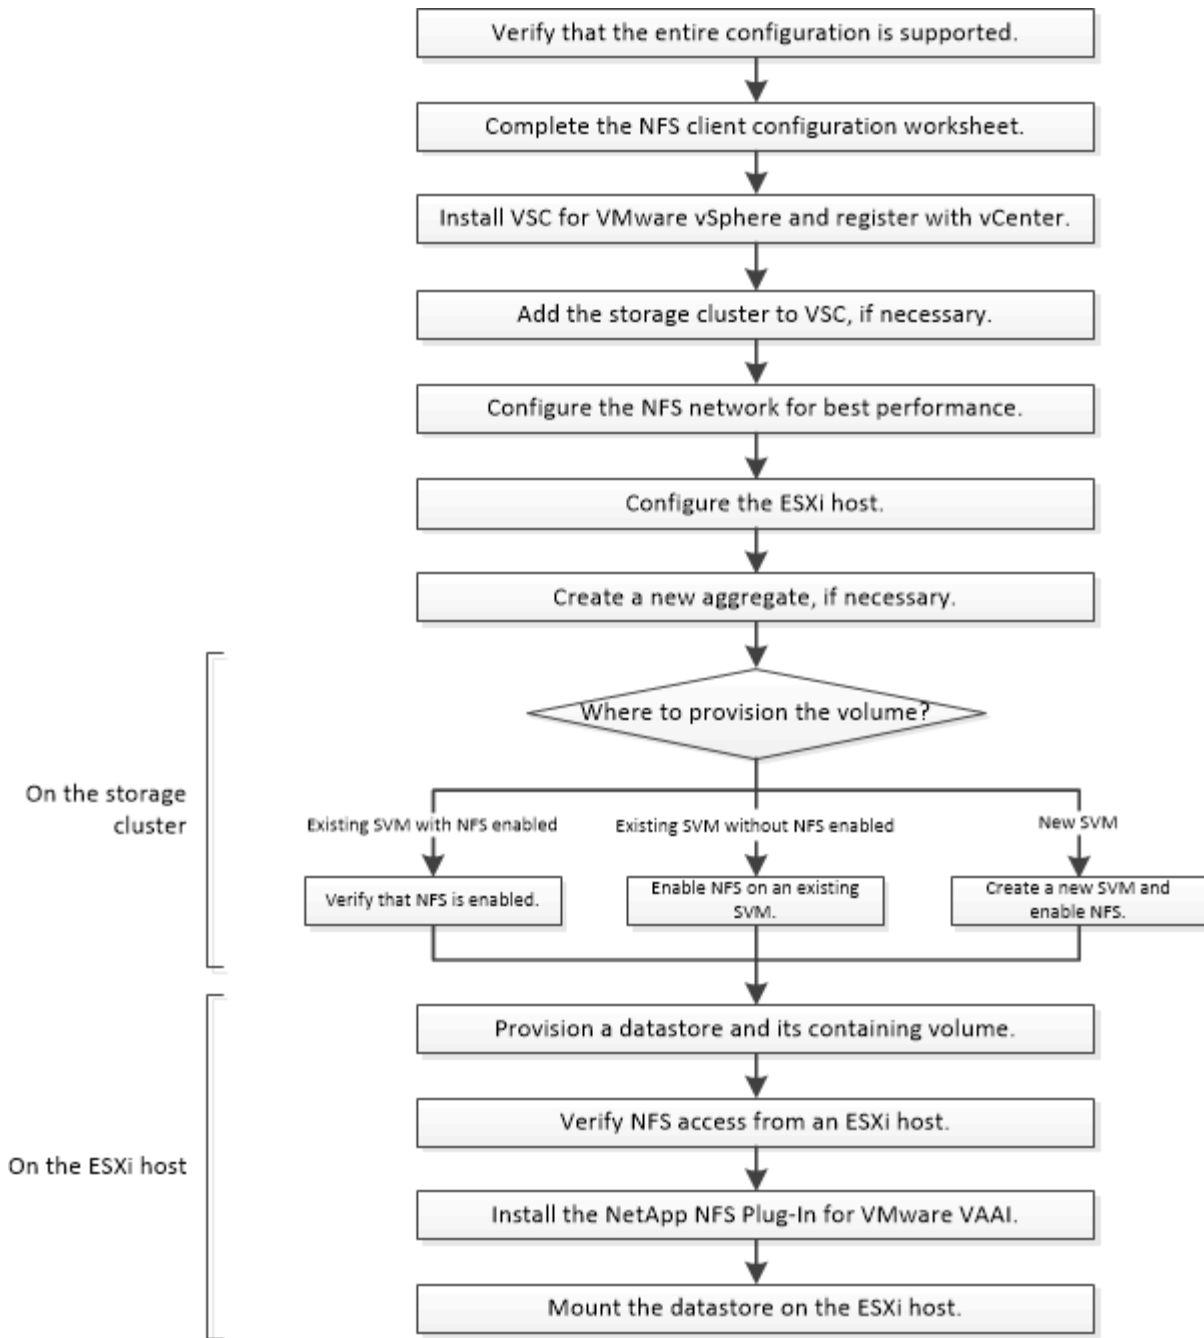 Verify that the entire configuration is supported.
Complete the NFS client configuration worksheet.
Install VSC for VMware vSphere and register with vCenter.
Add the storage cluster to VSC, if necessary.
Configure the NFS network for best performance.
Configure the ESXi host.
Create a new aggregate, if necessary.
Where to provision the volume?
On the storage
cluster
Existing SVM with NFS enabled
Existing SVM without NFS enabled
New SVM
Verify that NFS is enabled.
Enable NFS on an existing
SVM.
Create a new SVM and
enable NFS.
Provision a datastore and its containing volume.
Verify NFS access from an ESXi host.
On the ESXi host
Install the NetApp NFS Plug-In for VMware VAAI.
Mount the datastore on the ESXi host.